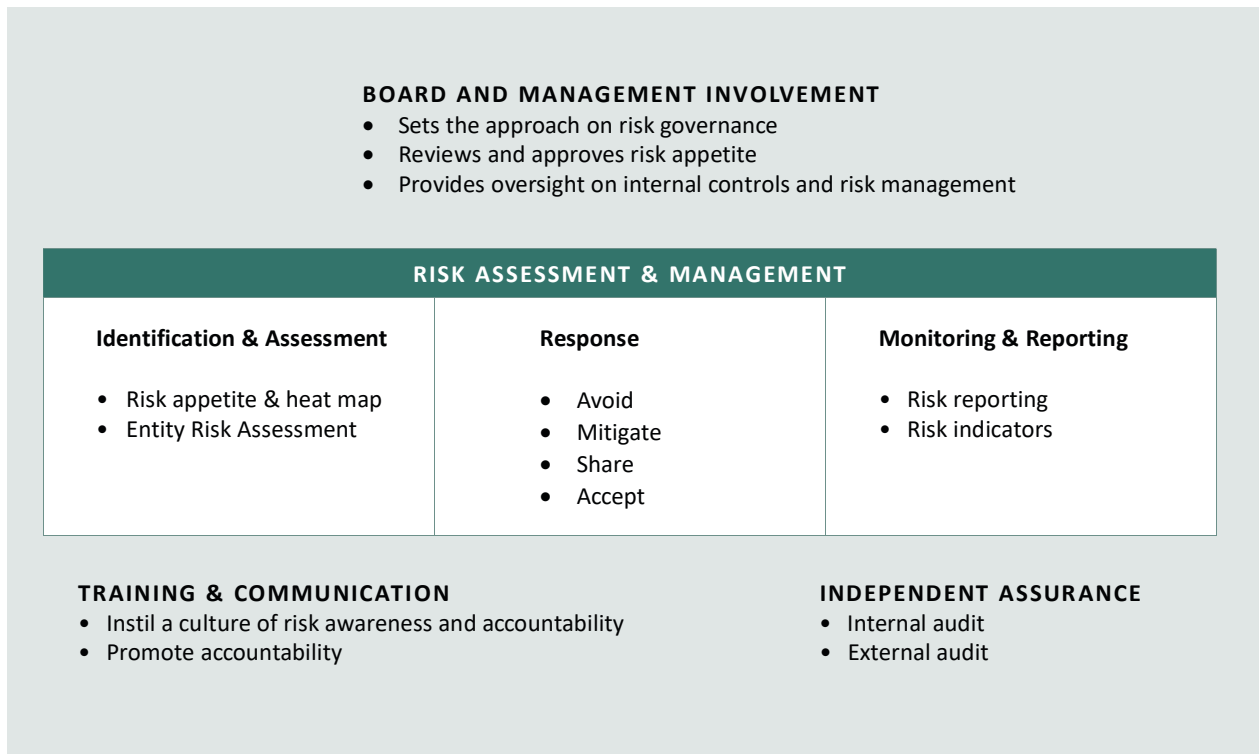 BOARD AND MANAGEMENT INVOLVEMENT
• Sets the approach on risk governance
• Reviews and approves risk appetite
• Provides oversight on internal controls and risk management
RISK ASSESSMENT & MANAGEMENT
Identification & Assessment
• Risk appetite & heat map
• Entity Risk Assessment
Response
• Avoid
• Mitigate
• Share
• Accept
Monitoring & Reporting
• Risk reporting
• Risk indicators
TRAINING & COMMUNICATION
• Instil a culture of risk awareness and accountability
• Promote accountability
INDEPENDENT ASSURANCE
• Internal audit
• External audit